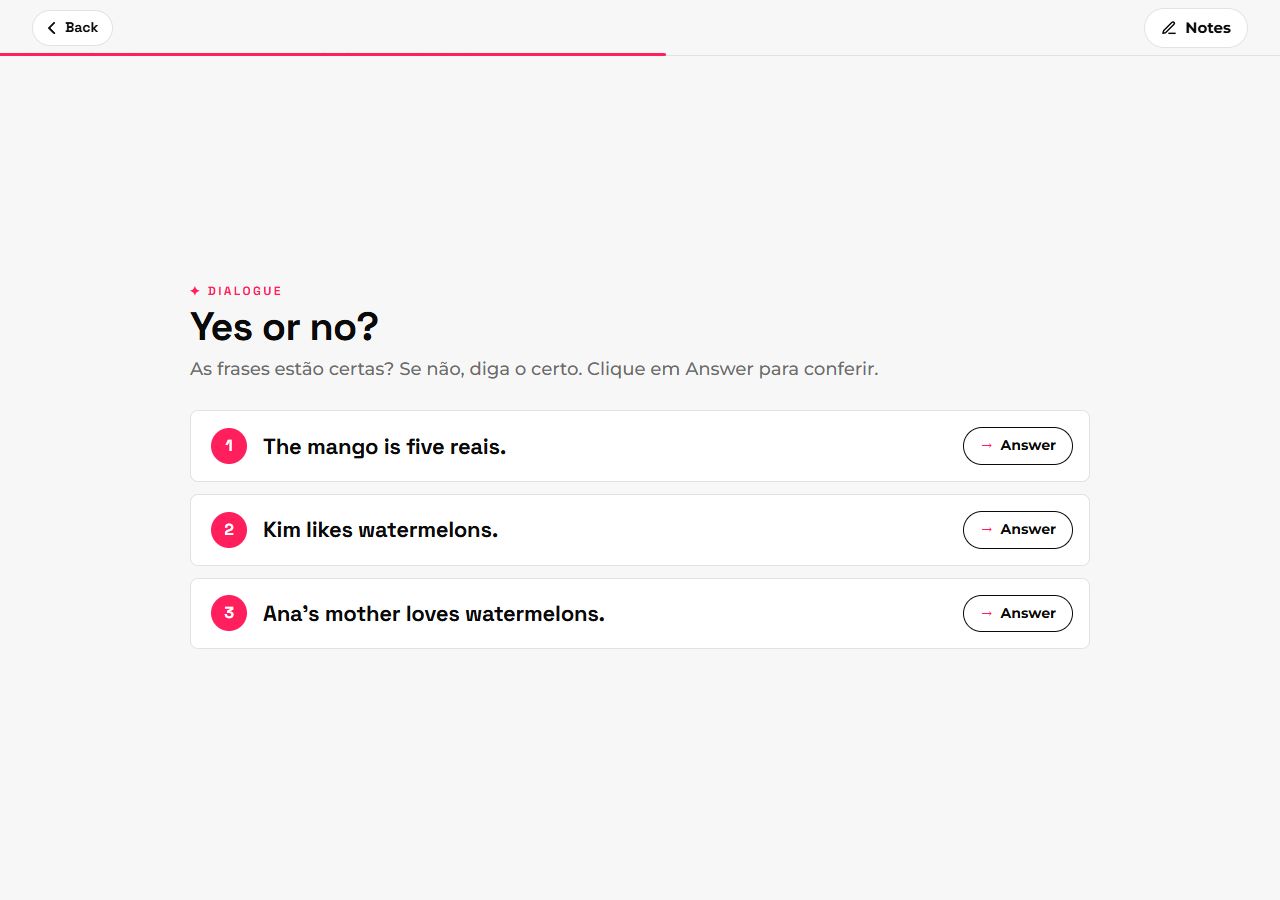 Back
Notes
✦ DIALOGUE
Yes or no?
As frases estão certas? Se não, diga o certo. Clique em Answer para conferir.
1 The mango is five reais. → Answer
2 Kim likes watermelons. → Answer
3 Ana’s mother loves watermelons. → Answer